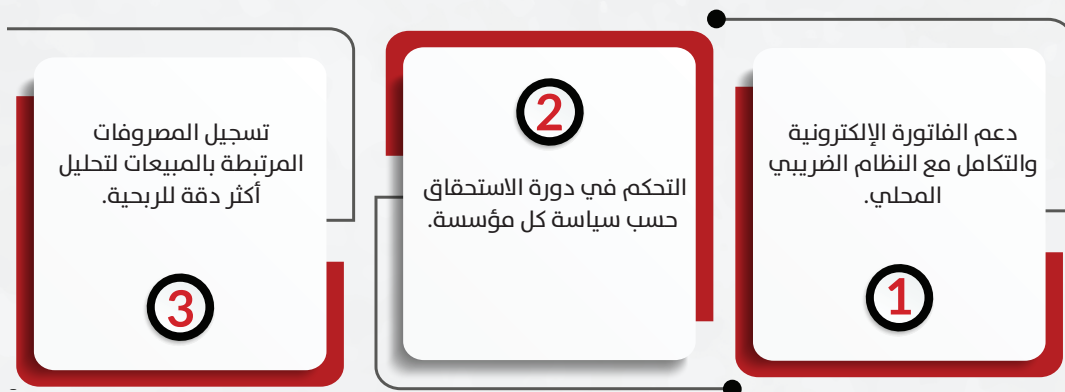 دعم الفاتورة الإلكترونية
والتكامل مع النظام الضريبي
المحلي.
1
2
التحكم في دورة الاستحقاق
حسب سياسة كل مؤسسة.
تسجيل المصروفات
المرتبطة بالمبيعات لتحليل
أكثر دقة للربحية.
3